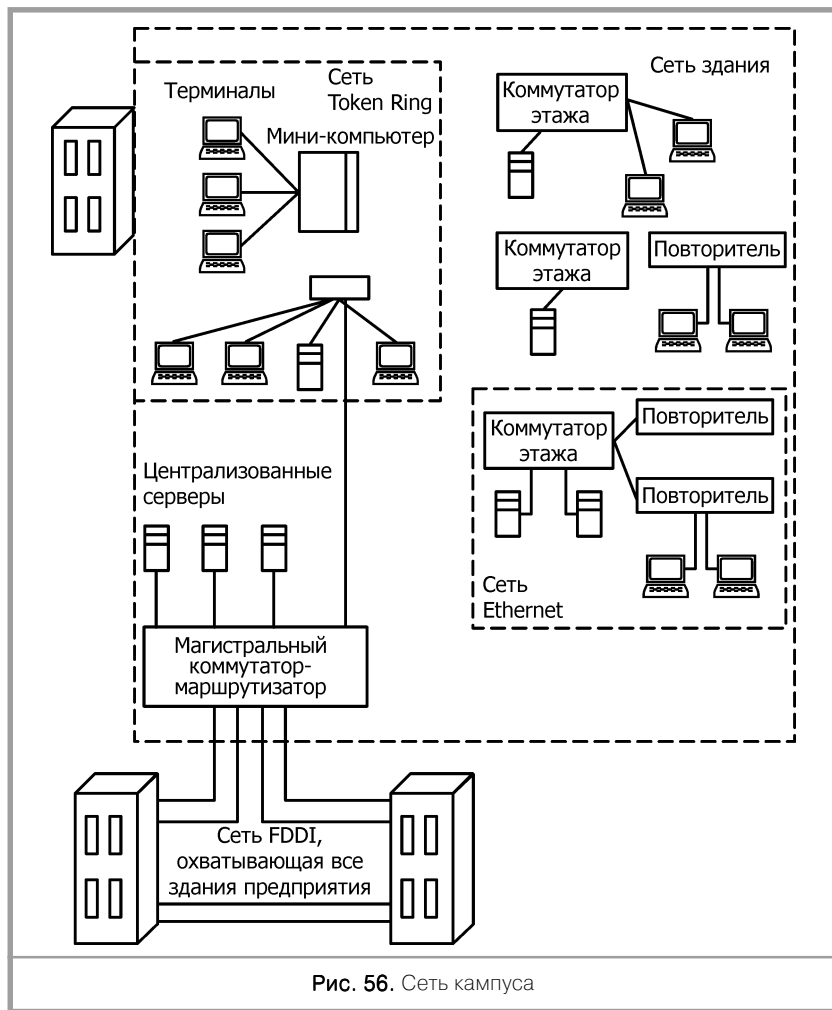 Сеть
Token Ring
Терминалы
Мини-компьютер
Сеть здания
Коммутатор
этажа
Коммутатор
этажа
Повторитель
Коммутатор
этажа
Повторитель
Повторитель
Сеть
Ethernet
Централизованные
серверы
Магистральный
коммутатор-
маршрутизатор
Сеть FDDI,
охватывающая все
здания предприятия
Рис. 56. Сеть кампуса